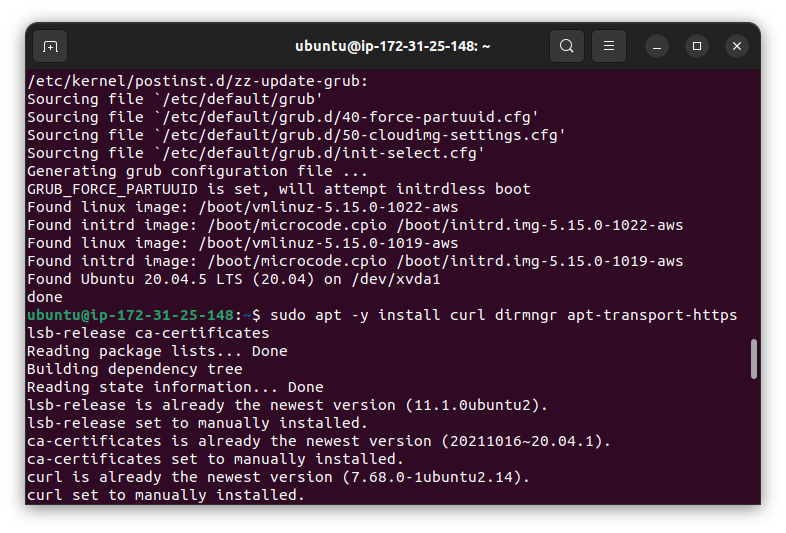 ubuntu@ip-172-31-25-148: ~
/etc/kernel/postinst.d/zz-update-grub:
Sourcing file `/etc/default/grub'
Sourcing file `/etc/default/grub.d/40-force-partuuid.cfg'
Sourcing file `/etc/default/grub.d/50-cloudimg-settings.cfg'
Sourcing file `/etc/default/grub.d/init-select.cfg'
Generating grub configuration file ...
GRUB_FORCE_PARTUUID is set, will attempt initrdless boot
Found linux image: /boot/vmlinuz-5.15.0-1022-aws
Found initrd image: /boot/microcode.cpio /boot/initrd.img-5.15.0-1022-aws
Found linux image: /boot/vmlinuz-5.15.0-1019-aws
Found initrd image: /boot/microcode.cpio /boot/initrd.img-5.15.0-1019-aws
Found Ubuntu 20.04.5 LTS (20.04) on /dev/xvda1
done
ubuntu@ip-172-31-25-148:~$ sudo apt -y install curl dirmngr apt-transport-https
lsb-release ca-certificates
Reading package lists... Done
Building dependency tree
Reading state information... Done
lsb-release is already the newest version (11.1.0ubuntu2).
lsb-release set to manually installed.
ca-certificates is already the newest version (20211016~20.04.1).
ca-certificates set to manually installed.
curl is already the newest version (7.68.0-1ubuntu2.14).
curl set to manually installed.